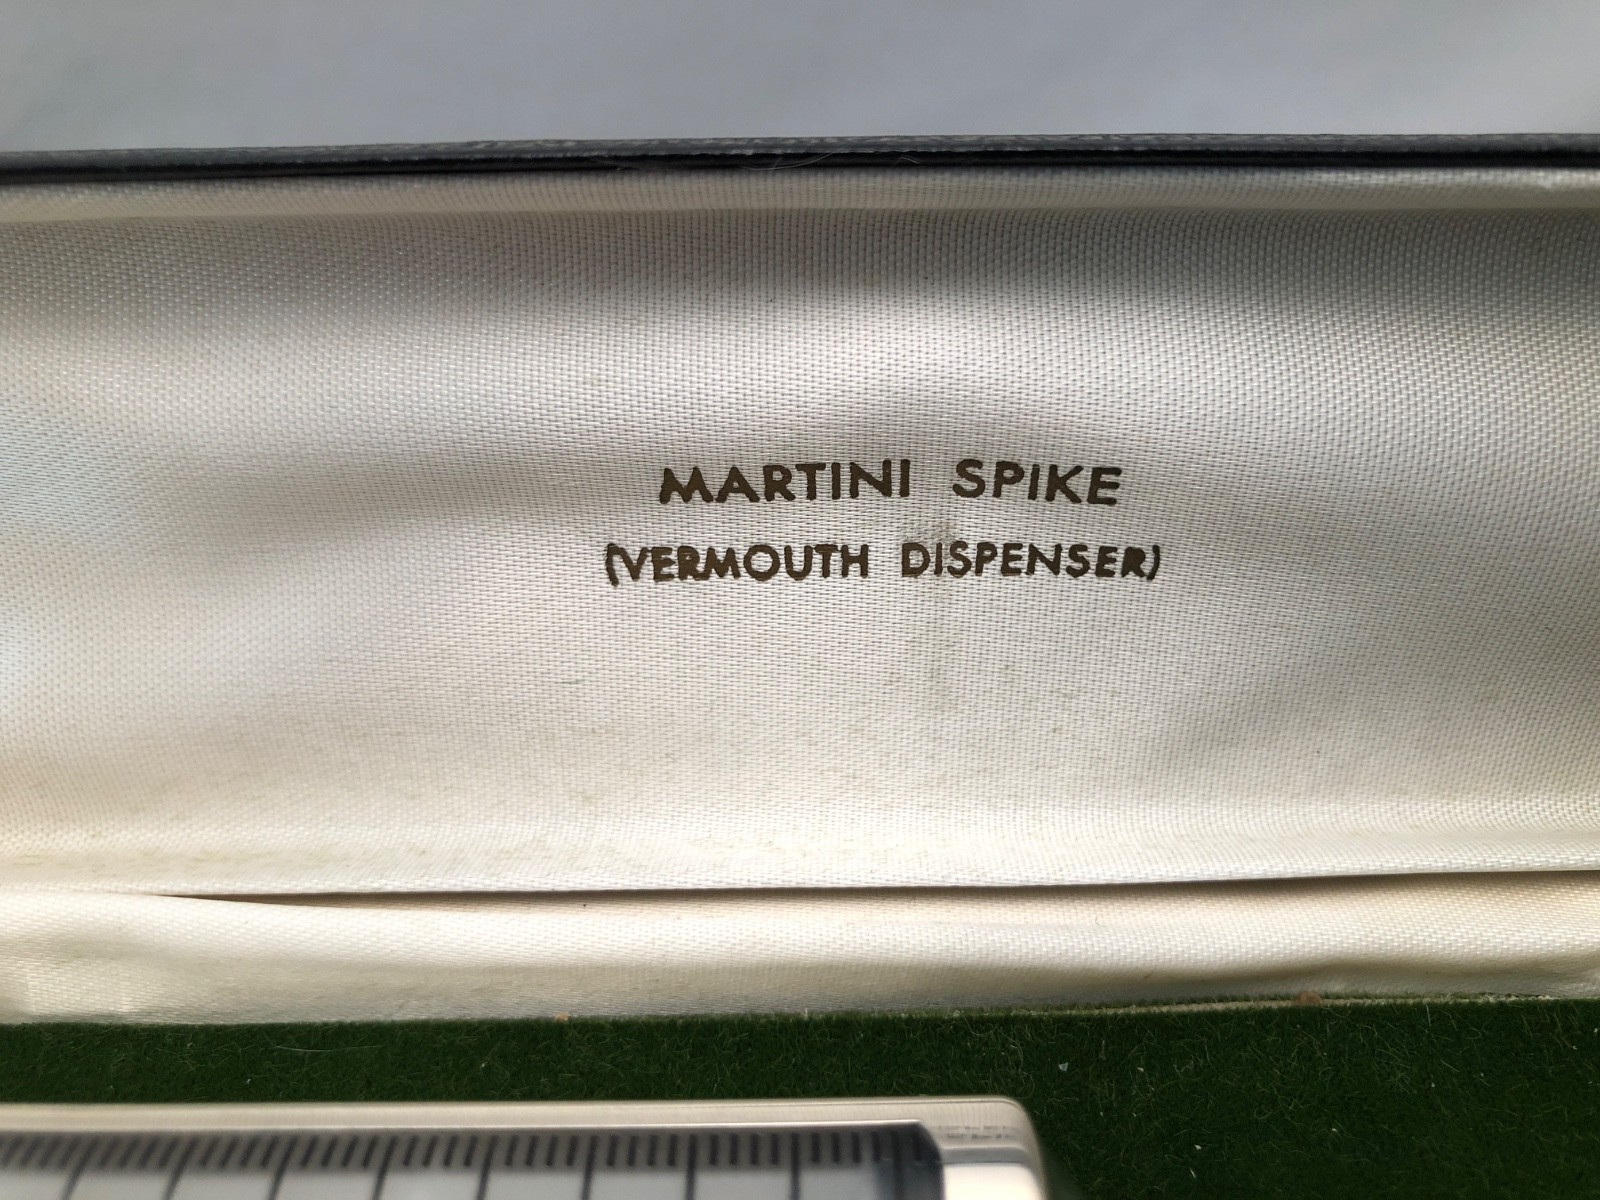 MARTINI SPIKE
(VERMOUTH DISPENSER)